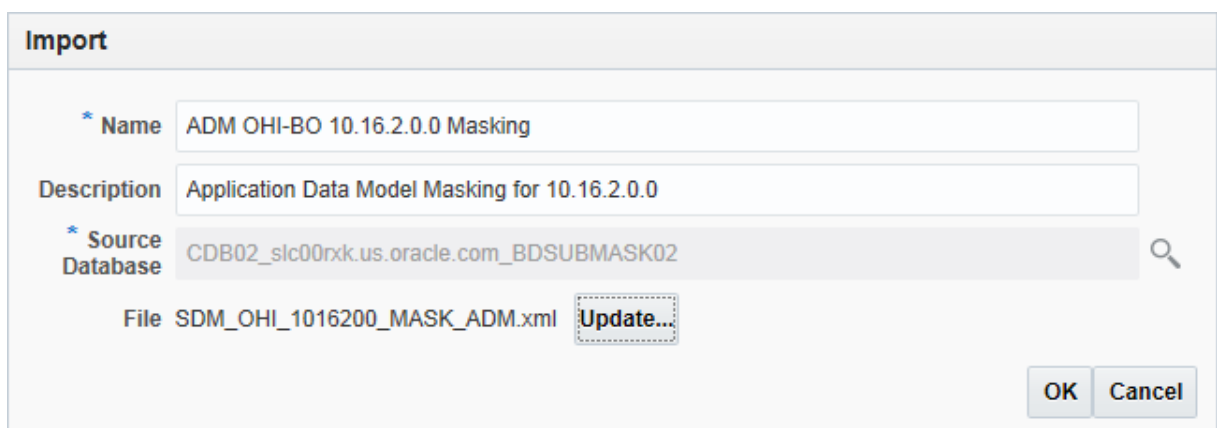 Import
* Name ADM OHI-BO 10.16.2.0.0 Masking
Description Application Data Model Masking for 10.16.2.0.0
* Source
Database CDB02_slc00rxk.us.oracle.com_BDSUBMASK02
File SDM_OHI_1016200_MASK_ADM.xml Update...
OK Cancel